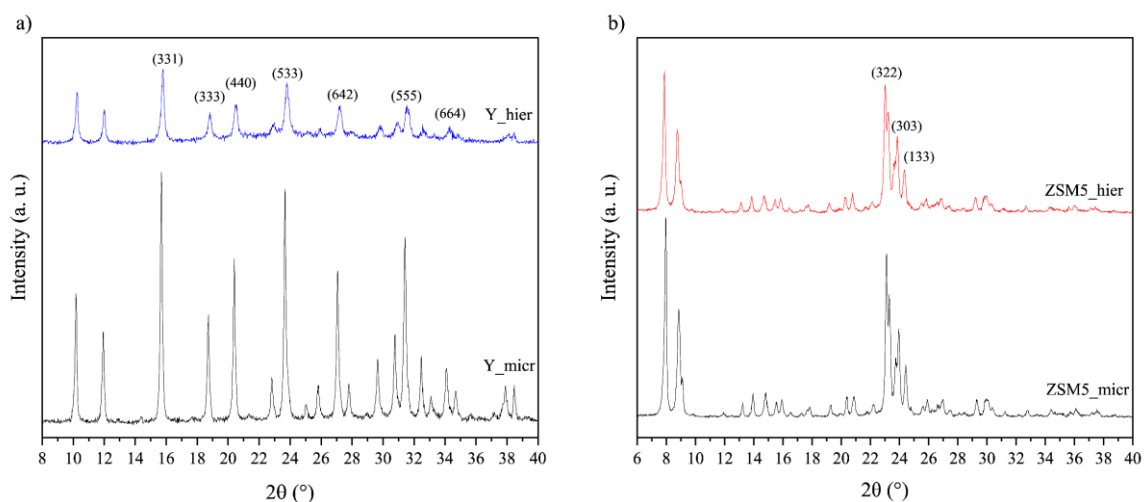 a)
(331)
(333)
(440)
(533)
(642)
(555)
(664)
Y_hier
Y_micr
Intensity (a. u.)
6 8 10 12 14 16 18 20 22 24 26 28 30 32 34 36 38 40
2θ (°)
b)
(322)
(303)
(133)
ZSM5_hier
ZSM5_micr
Intensity (a. u.)
6 8 10 12 14 16 18 20 22 24 26 28 30 32 34 36 38 40
2θ (°)